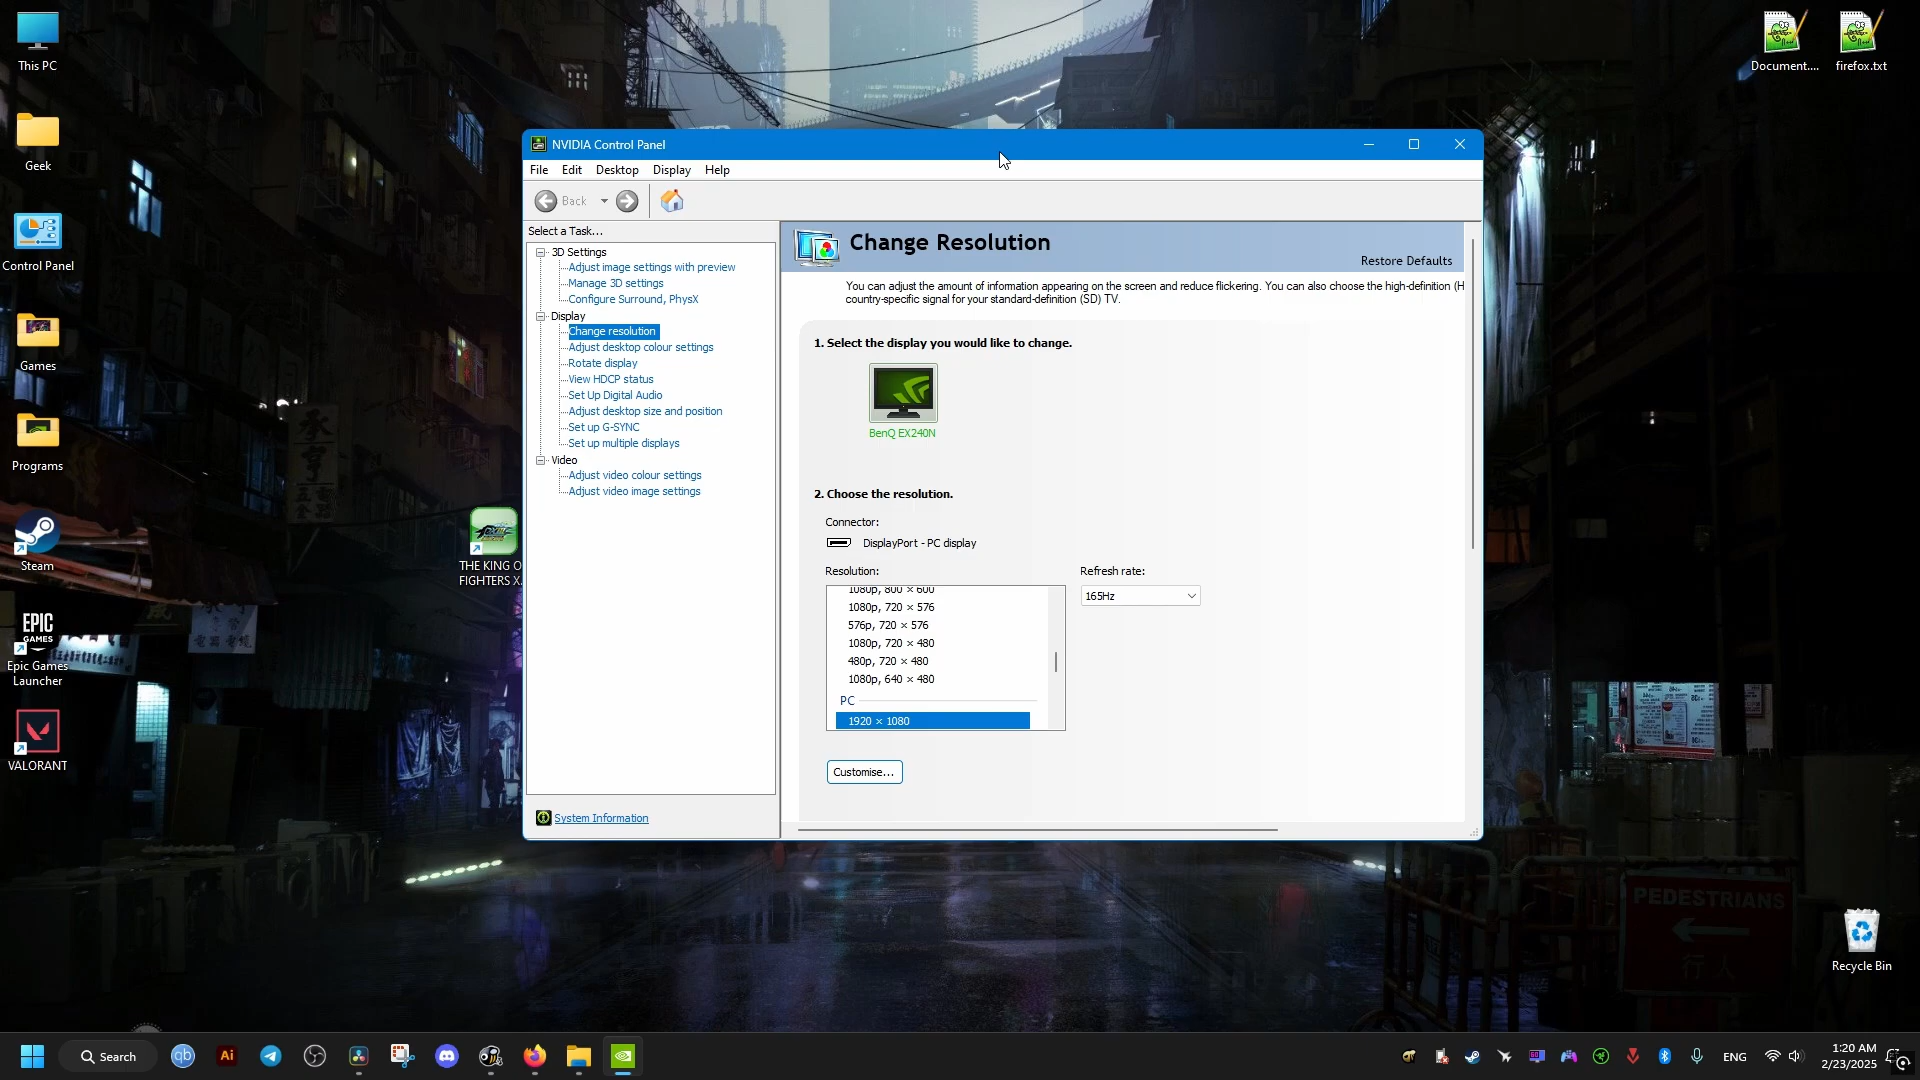 This PC
Geek
Control Panel
Games
Programs
Steam
EPIC
GAMES
Epic Games
Launcher
VALORANT
THE KING O
FIGHTERS X
Document....
firefox.txt
NVIDIA Control Panel
File Edit Desktop Display Help
Back
Select a Task...
3D Settings
Adjust image settings with preview
Manage 3D settings
Configure Surround, PhysX
Display
Change resolution
Adjust desktop colour settings
Rotate display
View HDCP status
Set Up Digital Audio
Adjust desktop size and position
Set up G-SYNC
Set up multiple displays
Video
Adjust video colour settings
Adjust video image settings
System Information
Change Resolution
Restore Defaults
You can adjust the amount of information appearing on the screen and reduce flickering. You can also choose the high-definition (H
country-specific signal for your standard-definition (SD) TV.
1. Select the display you would like to change.
BenQ EX240N
2. Choose the resolution.
Connector:
DisplayPort - PC display
Resolution:
1080p, 800 × 600
1080p, 720 × 576
576p, 720 × 576
1080p, 720 × 480
480p, 720 × 480
1080p, 640 × 480
PC
1920 × 1080
Refresh rate:
165Hz
Customise...
PEDESTRIANS
行人
Recycle Bin
Search
qb
Ai
ENG
1:20 AM
2/23/2025